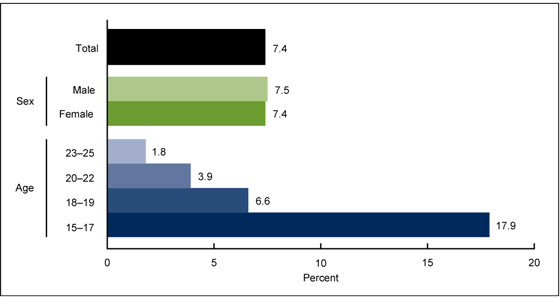 Total 7.4
Sex
Male 7.5
Female 7.4
Age
23–25 1.8
20–22 3.9
18–19 6.6
15–17 17.9
0 5 10 15 20
Percent